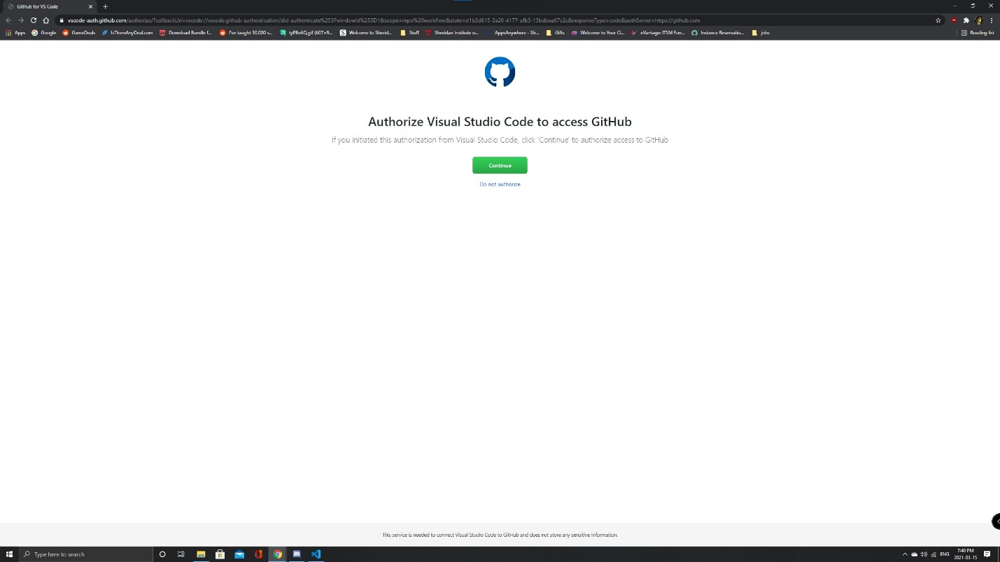 GitHub for VS Code
vscode-auth.github.com/authorize/?callbackUri=vscode://vscode.github-authentication/did-authenticate%253FwindowId%253D1&scope=repo%20workflow&state=d1b3d615-2a20-4177-afb3-13bdbea67c2c&responseType=code&authServer=https://github.com
Apps Google GameDeals IsThereAnyDeal.com Download Bundle f... I've taught 30,000 s... tyPBe6Q.gif (607×9... Welcome to Sherid... Stuff Sheridan Institute o... AppsAnywhere - Sh... Gifts Welcome to Your Ci... eVantage: ITSM Fun... Instance Reservatio... jobs Reading list
Authorize Visual Studio Code to access GitHub
If you initiated this authorization from Visual Studio Code, click 'Continue' to authorize access to GitHub
Continue
Do not authorize
This service is needed to connect Visual Studio Code to GitHub and does not store any sensitive information.
Type here to search
ENG
7:40 PM
2021-03-15